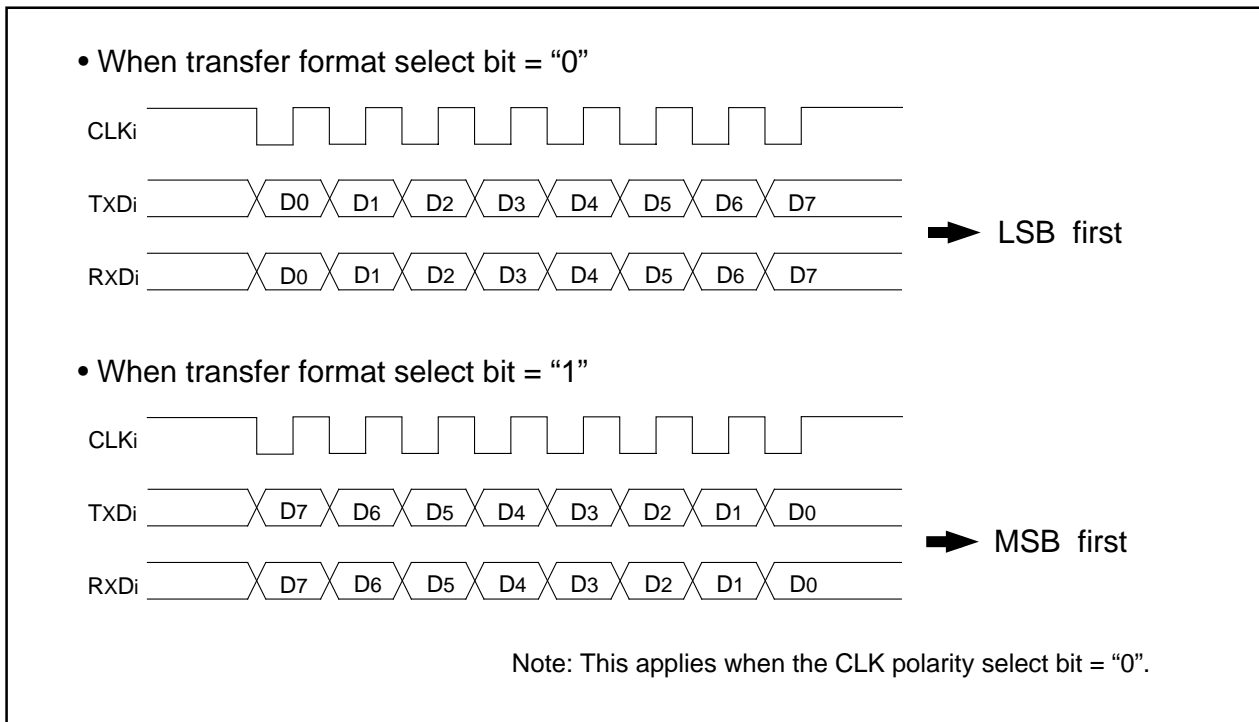 • When transfer format select bit = “0”
CLKi
TXDi D0 D1 D2 D3 D4 D5 D6 D7
LSB first
RXDi D0 D1 D2 D3 D4 D5 D6 D7
• When transfer format select bit = “1”
CLKi
TXDi D7 D6 D5 D4 D3 D2 D1 D0
MSB first
RXDi D7 D6 D5 D4 D3 D2 D1 D0
Note: This applies when the CLK polarity select bit = “0”.